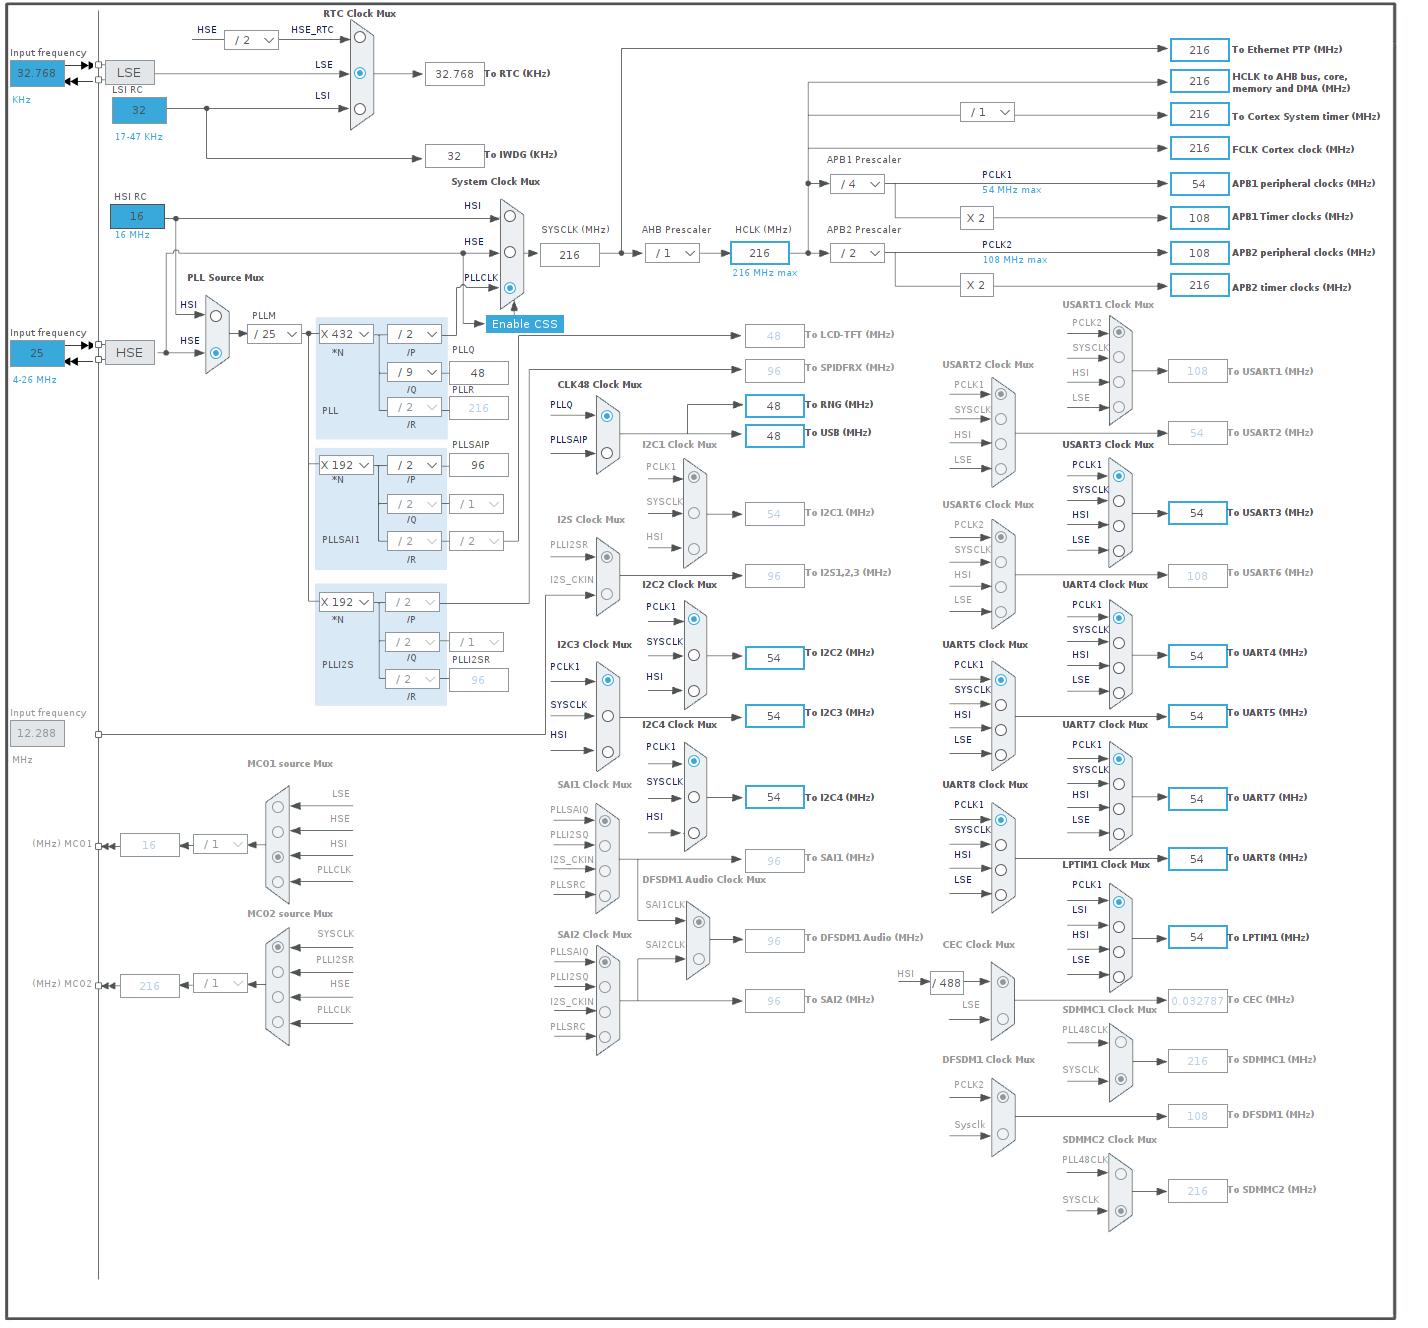 RTC Clock Mux
HSE
/ 2
HSE_RTC
Input frequency
32.768
KHz
LSE
LSE
32.768
To RTC (KHz)
LSI RC
32
17-47 KHz
LSI
32
To IWDG (KHz)
System Clock Mux
HSI RC
16
16 MHz
HSI
HSE
PLLCLK
SYSCLK (MHz)
216
AHB Prescaler
/ 1
HCLK (MHz)
216
216 MHz max
Enable CSS
216
To Ethernet PTP (MHz)
216
HCLK to AHB bus, core,
memory and DMA (MHz)
/ 1
216
To Cortex System timer (MHz)
216
FCLK Cortex clock (MHz)
APB1 Prescaler
/ 4
PCLK1
54 MHz max
54
APB1 peripheral clocks (MHz)
X 2
108
APB1 Timer clocks (MHz)
APB2 Prescaler
/ 2
PCLK2
108 MHz max
108
APB2 peripheral clocks (MHz)
X 2
216
APB2 timer clocks (MHz)
PLL Source Mux
HSI
HSE
Input frequency
25
4-26 MHz
HSE
PLLM
/ 25
X 432
*N
/ 2
/P
PLLQ
/ 9
48
/Q
PLLR
/ 2
216
/R
PLL
PLLSAIP
X 192
*N
/ 2
96
/P
/ 2
/ 1
/Q
/ 2
/ 2
/R
PLLSAI1
X 192
*N
/ 2
/P
/ 2
/ 1
/Q
PLLI2SR
/ 2
96
/R
PLLI2S
48
To LCD-TFT (MHz)
96
To SPIDFRX (MHz)
CLK48 Clock Mux
PLLQ
PLLSAIP
48
To RNG (MHz)
48
To USB (MHz)
I2C1 Clock Mux
PCLK1
SYSCLK
HSI
54
To I2C1 (MHz)
I2S Clock Mux
PLLI2SR
I2S_CKIN
96
To I2S1,2,3 (MHz)
I2C2 Clock Mux
PCLK1
SYSCLK
HSI
54
To I2C2 (MHz)
I2C3 Clock Mux
PCLK1
SYSCLK
HSI
54
To I2C3 (MHz)
I2C4 Clock Mux
PCLK1
SYSCLK
HSI
54
To I2C4 (MHz)
SAI1 Clock Mux
PLLSAIQ
PLLI2SQ
I2S_CKIN
PLLSRC
96
To SAI1 (MHz)
DFSDM1 Audio Clock Mux
SAI1CLK
SAI2CLK
96
To DFSDM1 Audio (MHz)
SAI2 Clock Mux
PLLSAIQ
PLLI2SQ
I2S_CKIN
PLLSRC
96
To SAI2 (MHz)
Input frequency
12.288
MHz
MCO1 source Mux
LSE
HSE
HSI
PLLCLK
(MHz) MCO1
16
/ 1
MCO2 source Mux
SYSCLK
PLLI2SR
HSE
PLLCLK
(MHz) MCO2
216
/ 1
USART1 Clock Mux
PCLK2
SYSCLK
HSI
LSE
108
To USART1 (MHz)
USART2 Clock Mux
PCLK1
SYSCLK
HSI
LSE
54
To USART2 (MHz)
USART3 Clock Mux
PCLK1
SYSCLK
HSI
LSE
54
To USART3 (MHz)
USART6 Clock Mux
PCLK2
SYSCLK
HSI
LSE
108
To USART6 (MHz)
UART4 Clock Mux
PCLK1
SYSCLK
HSI
LSE
54
To UART4 (MHz)
UART5 Clock Mux
PCLK1
SYSCLK
HSI
LSE
54
To UART5 (MHz)
UART7 Clock Mux
PCLK1
SYSCLK
HSI
LSE
54
To UART7 (MHz)
UART8 Clock Mux
PCLK1
SYSCLK
HSI
LSE
54
To UART8 (MHz)
LPTIM1 Clock Mux
PCLK1
LSI
HSI
LSE
54
To LPTIM1 (MHz)
CEC Clock Mux
HSI
/ 488
LSE
0.032787
To CEC (MHz)
SDMMC1 Clock Mux
PLL48CLK
SYSCLK
216
To SDMMC1 (MHz)
DFSDM1 Clock Mux
PCLK2
Sysclk
108
To DFSDM1 (MHz)
SDMMC2 Clock Mux
PLL48CLK
SYSCLK
216
To SDMMC2 (MHz)